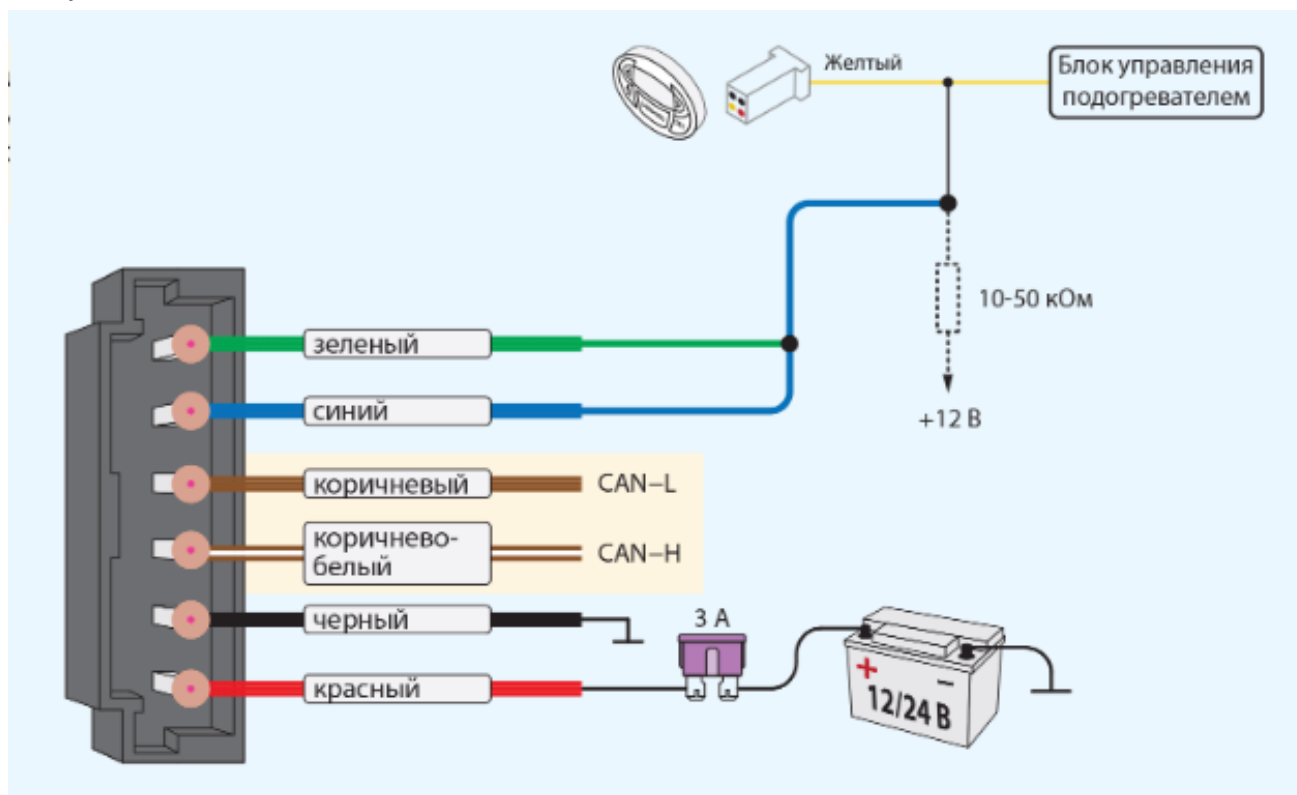 Желтый
Блок управления
подогревателем
10-50 кОм
+12 В
зеленый
синий
коричневый
CAN–L
коричнево-
белый
CAN–H
черный
3 А
красный
+ –
12/24 В